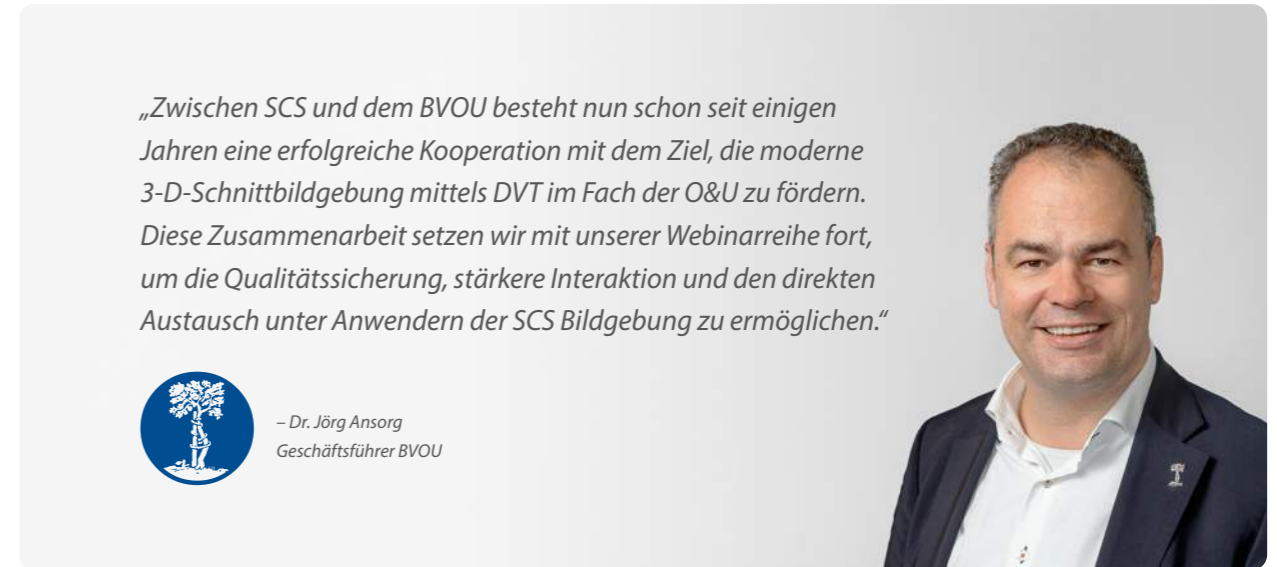 „Zwischen SCS und dem BVOU besteht nun schon seit einigen
Jahren eine erfolgreiche Kooperation mit dem Ziel, die moderne
3-D-Schnittbildgebung mittels DVT im Fach der O&U zu fördern.
Diese Zusammenarbeit setzen wir mit unserer Webinarreihe fort,
um die Qualitätssicherung, stärkere Interaktion und den direkten
Austausch unter Anwendern der SCS Bildgebung zu ermöglichen.“
– Dr. Jörg Ansorg
Geschäftsführer BVOU